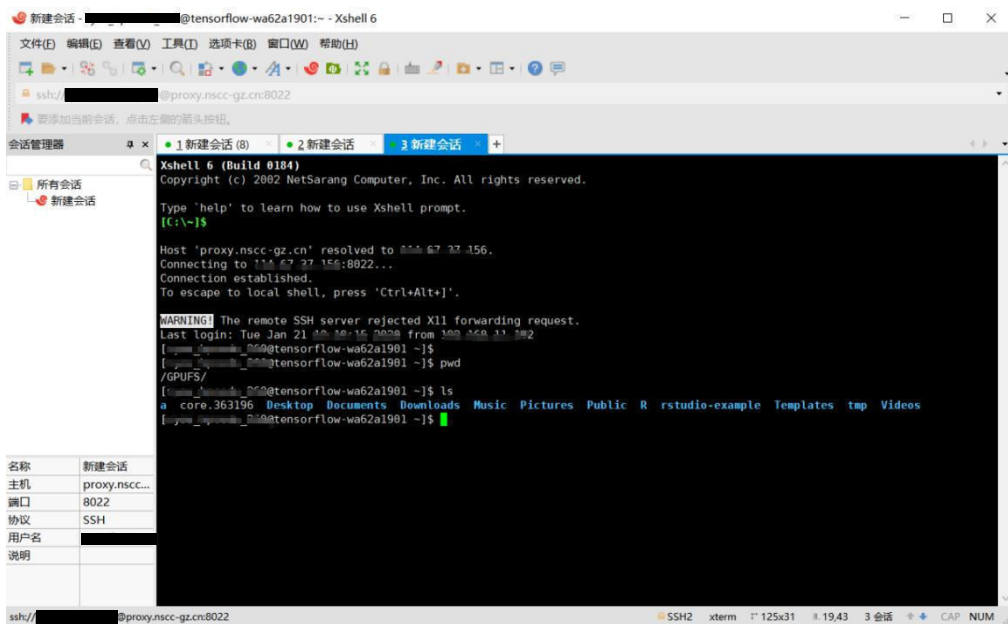 新建会话 - @tensorflow-wa62a1901:~ - Xshell 6
文件(F) 编辑(E) 查看(V) 工具(T) 选项卡(B) 窗口(W) 帮助(H)
ssh:// @proxy.nscc-gz.cn:8022
要添加当前会话，点击左侧的箭头按钮。
会话管理器
1 新建会话 (8) 2 新建会话 3 新建会话 +
所有会话
新建会话
Xshell 6 (Build 0184)
Copyright (c) 2002 NetSarang Computer, Inc. All rights reserved.
Type `help' to learn how to use Xshell prompt.
[C:\~]$
Host 'proxy.nscc-gz.cn' resolved to .156.
Connecting to :8022...
Connection established.
To escape to local shell, press 'Ctrl+Alt+]'.
WARNING! The remote SSH server rejected X11 forwarding request.
Last login: Tue Jan 21 from
[ @tensorflow-wa62a1901 ~]$
[ @tensorflow-wa62a1901 ~]$ pwd
/GPUFS/
[ @tensorflow-wa62a1901 ~]$ ls
a core.363196 Desktop Documents Downloads Music Pictures Public R rstudio-example Templates tmp Videos
[ @tensorflow-wa62a1901 ~]$
名称 新建会话
主机 proxy.nscc...
端口 8022
协议 SSH
用户名
说明
ssh:// @proxy.nscc-gz.cn:8022 SSH2 xterm 125x31 19,43 3 会话 CAP NUM